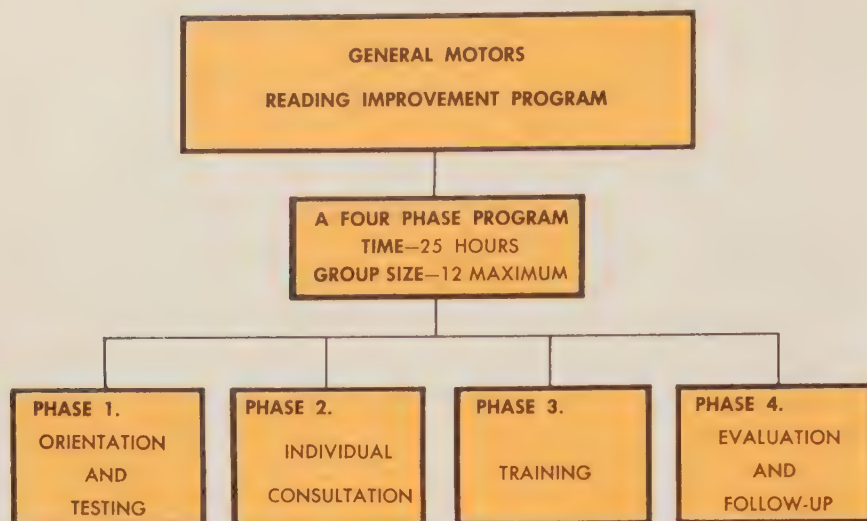 GENERAL MOTORS
READING IMPROVEMENT PROGRAM
A FOUR PHASE PROGRAM
TIME—25 HOURS
GROUP SIZE—12 MAXIMUM
PHASE 1.
ORIENTATION
AND
TESTING
PHASE 2.
INDIVIDUAL
CONSULTATION
PHASE 3.
TRAINING
PHASE 4.
EVALUATION
AND
FOLLOW-UP